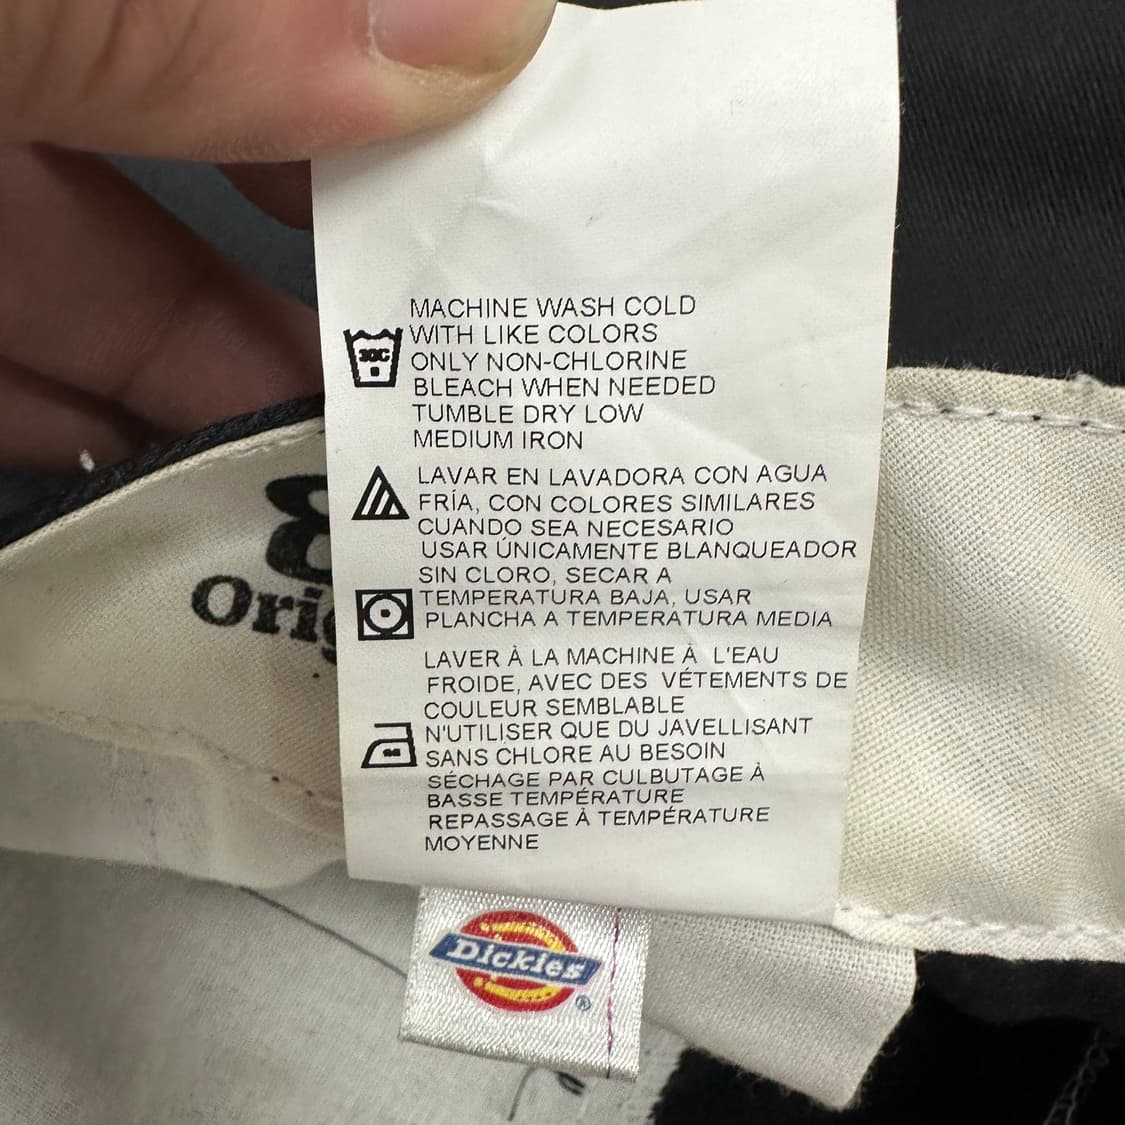 MACHINE WASH COLD
WITH LIKE COLORS
ONLY NON-CHLORINE
BLEACH WHEN NEEDED
TUMBLE DRY LOW
MEDIUM IRON
30C
LAVAR EN LAVADORA CON AGUA
FRÍA, CON COLORES SIMILARES
CUANDO SEA NECESARIO
USAR ÚNICAMENTE BLANQUEADOR
SIN CLORO, SECAR A
TEMPERATURA BAJA, USAR
PLANCHA A TEMPERATURA MEDIA
LAVER À LA MACHINE À L'EAU
FROIDE, AVEC DES VÉTEMENTS DE
COULEUR SEMBLABLE
N'UTILISER QUE DU JAVELLISANT
SANS CHLORE AU BESOIN
SÉCHAGE PAR CULBUTAGE À
BASSE TEMPÉRATURE
REPASSAGE À TEMPÉRATURE
MOYENNE
8
Orig
Dickies®